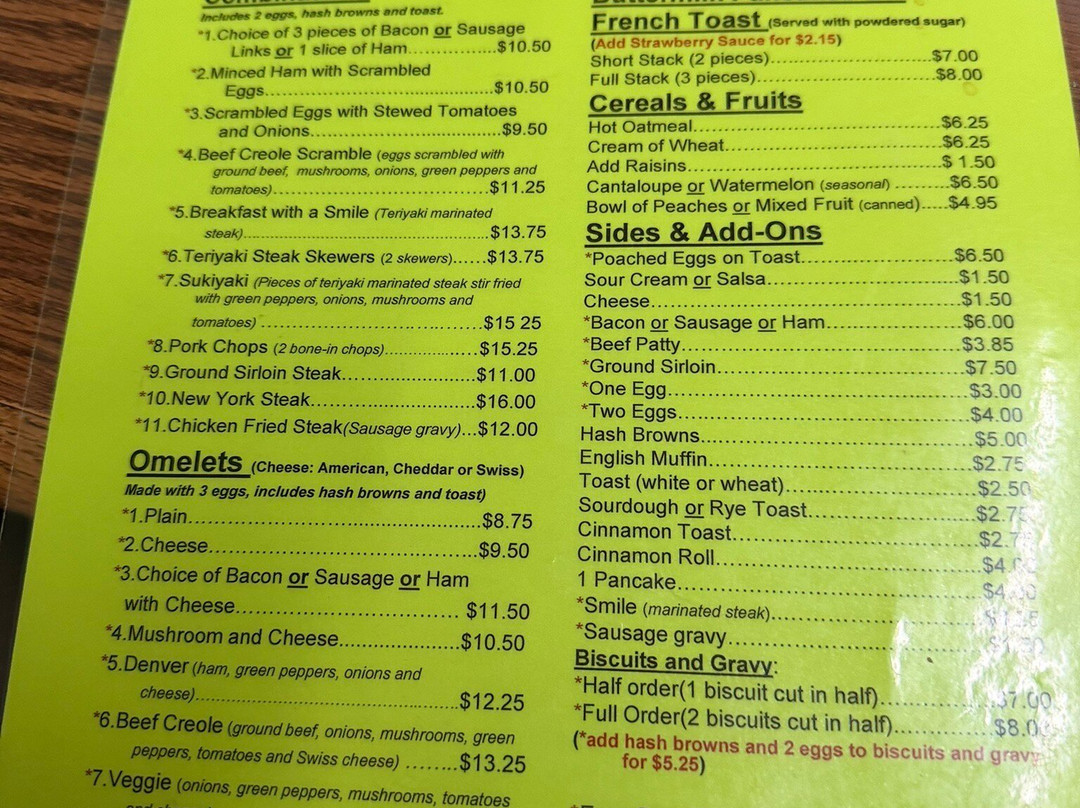 Includes 2 eggs, hash browns and toast.
*1.Choice of 3 pieces of Bacon or Sausage
Links or 1 slice of Ham.................$10.50
*2.Minced Ham with Scrambled
Eggs............................................$10.50
*3.Scrambled Eggs with Stewed Tomatoes
and Onions.....................................$9.50
*4.Beef Creole Scramble (eggs scrambled with
ground beef, mushrooms, onions, green peppers and
tomatoes).........................................$11.25
*5.Breakfast with a Smile (Teriyaki marinated
steak)................................................$13.75
*6.Teriyaki Steak Skewers (2 skewers)......$13.75
*7.Sukiyaki (Pieces of teriyaki marinated steak stir fried
with green peppers, onions, mushrooms and
tomatoes) ..........................................$15 25
*8.Pork Chops (2 bone-in chops)..................$15.25
*9.Ground Sirloin Steak..........................$11.00
*10.New York Steak................................$16.00
*11.Chicken Fried Steak(Sausage gravy)...$12.00
Omelets (Cheese: American, Cheddar or Swiss)
Made with 3 eggs, includes hash browns and toast)
*1.Plain..................................................$8.75
*2.Cheese..............................................$9.50
*3.Choice of Bacon or Sausage or Ham
with Cheese...................................... $11.50
*4.Mushroom and Cheese.....................$10.50
*5.Denver (ham, green peppers, onions and
cheese)..............................................$12.25
*6.Beef Creole (ground beef, onions, mushrooms, green
peppers, tomatoes and Swiss cheese) ........$13.25
*7.Veggie (onions, green peppers, mushrooms, tomatoes
French Toast (Served with powdered sugar)
(Add Strawberry Sauce for $2.15)
Short Stack (2 pieces)............................$7.00
Full Stack (3 pieces)...............................$8.00
Cereals & Fruits
Hot Oatmeal...........................................$6.25
Cream of Wheat.....................................$6.25
Add Raisins............................................$ 1.50
Cantaloupe or Watermelon (seasonal) ..........$6.50
Bowl of Peaches or Mixed Fruit (canned).....$4.95
Sides & Add-Ons
*Poached Eggs on Toast..........................$6.50
Sour Cream or Salsa................................$1.50
Cheese....................................................$1.50
*Bacon or Sausage or Ham.......................$6.00
*Beef Patty...............................................$3.85
*Ground Sirloin..........................................$7.50
*One Egg..................................................$3.00
*Two Eggs................................................$4.00
Hash Browns............................................$5.00
English Muffin...........................................$2.75
Toast (white or wheat)..............................$2.50
Sourdough or Rye Toast...........................
Cinnamon Toast.......................................
Cinnamon Roll..........................................
1 Pancake................................................
*Smile (marinated steak)...............................
*Sausage gravy........................................
Biscuits and Gravy:
*Half order(1 biscuit cut in half)...................$7.00
*Full Order(2 biscuits cut in half)................
(*add hash browns and 2 eggs to biscuits and gravy
for $5.25)